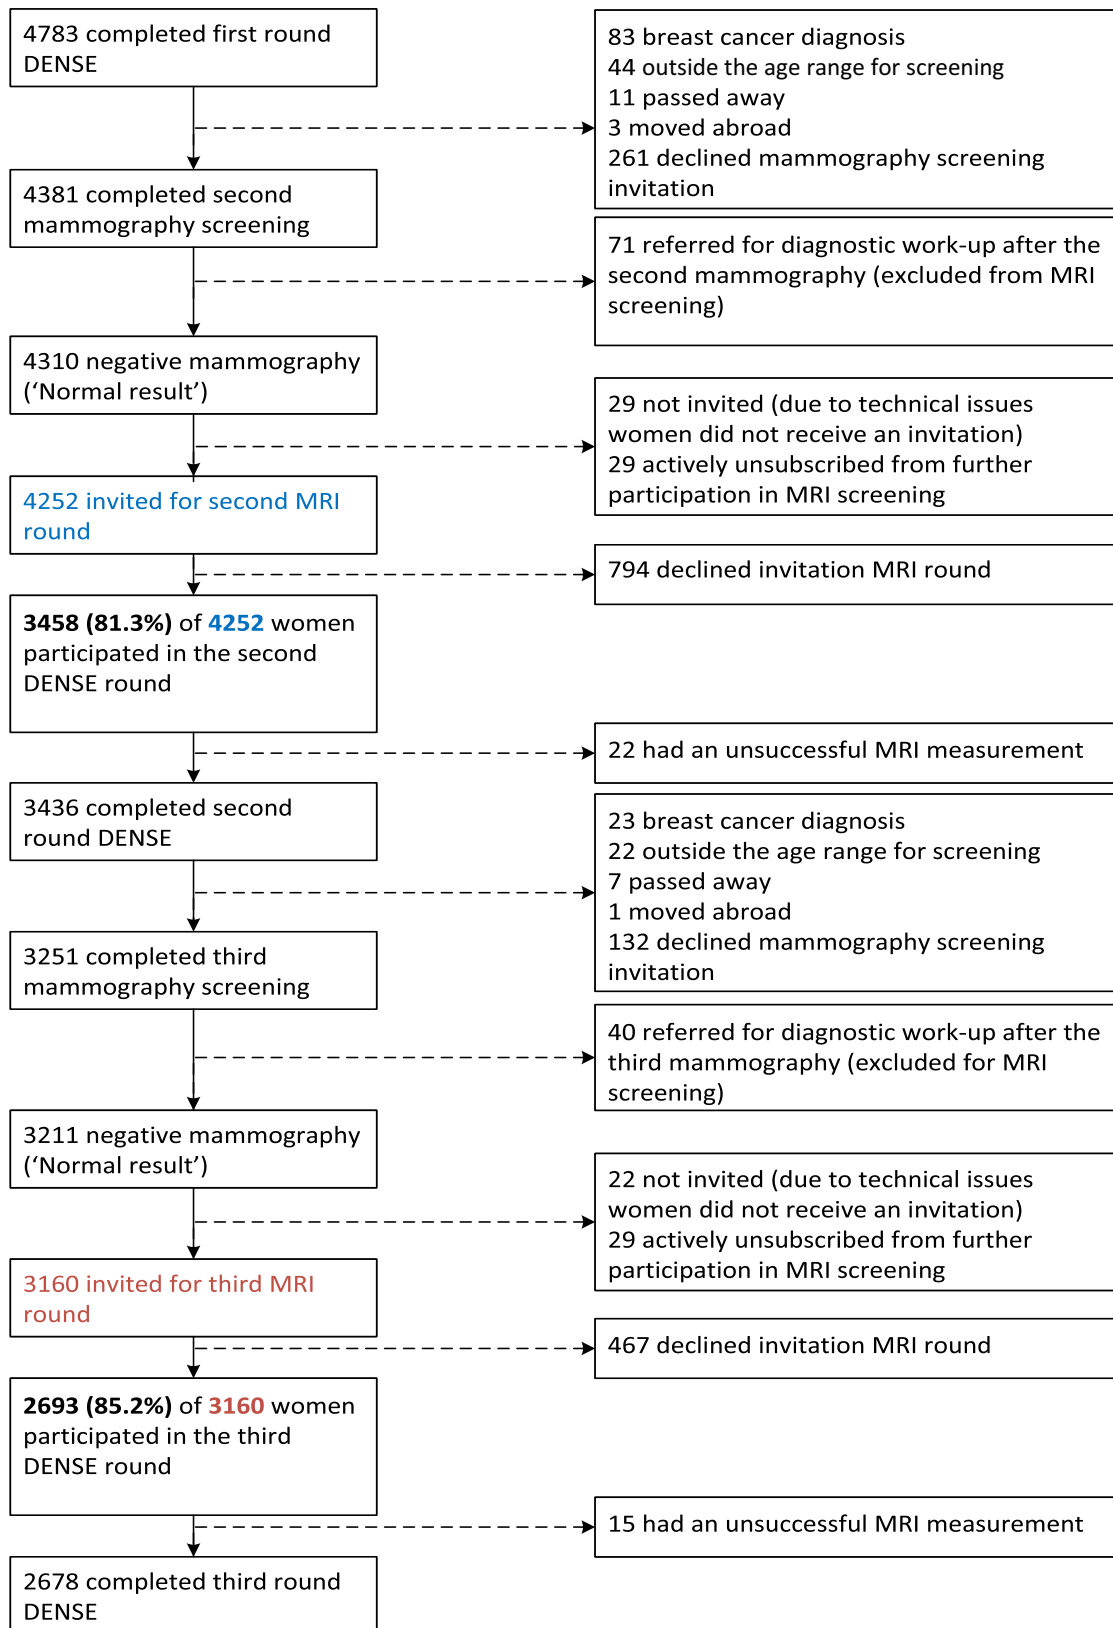 4783 completed first round
DENSE
83 breast cancer diagnosis
44 outside the age range for screening
11 passed away
3 moved abroad
261 declined mammography screening
invitation
4381 completed second
mammography screening
71 referred for diagnostic work-up after the
second mammography (excluded from MRI
screening)
4310 negative mammography
(‘Normal result’)
29 not invited (due to technical issues
women did not receive an invitation)
29 actively unsubscribed from further
participation in MRI screening
4252 invited for second MRI
round
794 declined invitation MRI round
3458 (81.3%) of 4252 women
participated in the second
DENSE round
22 had an unsuccessful MRI measurement
3436 completed second
round DENSE
23 breast cancer diagnosis
22 outside the age range for screening
7 passed away
1 moved abroad
132 declined mammography screening
invitation
3251 completed third
mammography screening
40 referred for diagnostic work-up after the
third mammography (excluded for MRI
screening)
3211 negative mammography
(‘Normal result’)
22 not invited (due to technical issues
women did not receive an invitation)
29 actively unsubscribed from further
participation in MRI screening
3160 invited for third MRI
round
467 declined invitation MRI round
2693 (85.2%) of 3160 women
participated in the third
DENSE round
15 had an unsuccessful MRI measurement
2678 completed third round
DENSE